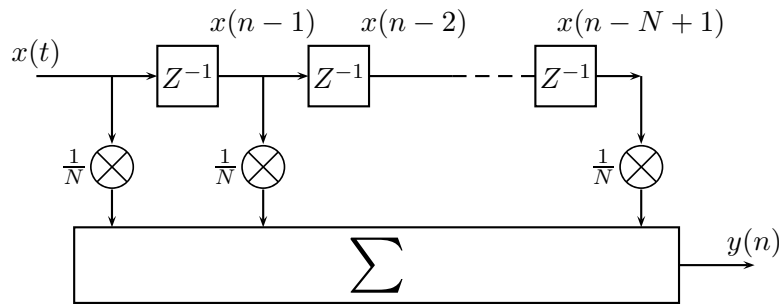 x(n − 1) x(n − 2) x(n − N + 1)
x(t)
Z⁻¹ Z⁻¹ Z⁻¹
1/N 1/N 1/N
y(n)
∑